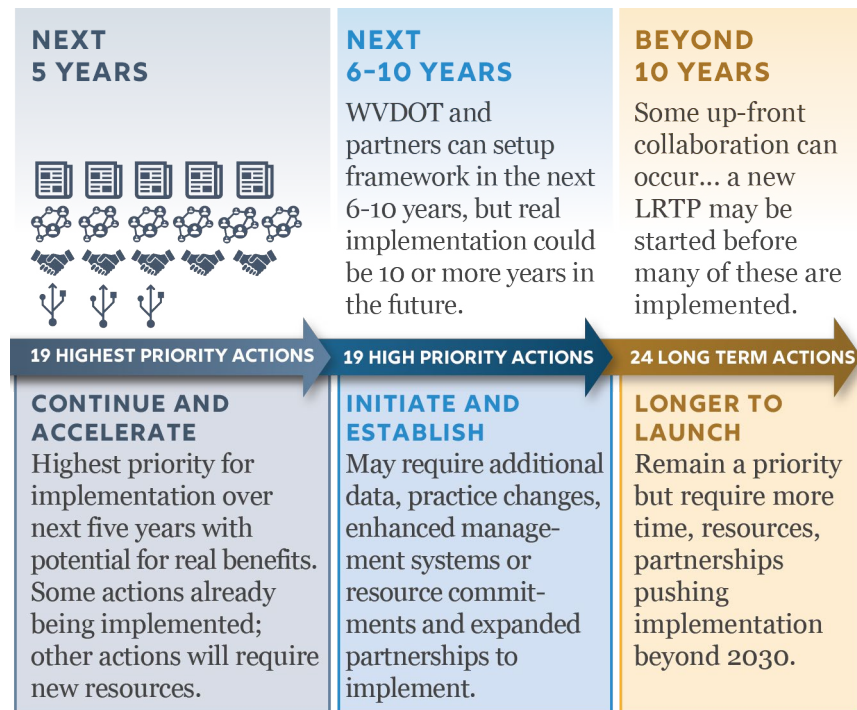 NEXT
5 YEARS
NEXT
6–10 YEARS
WVDOT and
partners can setup
framework in the next
6-10 years, but real
implementation could
be 10 or more years in
the future.
BEYOND
10 YEARS
Some up-front
collaboration can
occur... a new
LRTP may be
started before
many of these are
implemented.
19 HIGHEST PRIORITY ACTIONS
19 HIGH PRIORITY ACTIONS
24 LONG TERM ACTIONS
CONTINUE AND
ACCELERATE
Highest priority for
implementation over
next five years with
potential for real benefits.
Some actions already
being implemented;
other actions will require
new resources.
INITIATE AND
ESTABLISH
May require additional
data, practice changes,
enhanced manage-
ment systems or
resource commit-
ments and expanded
partnerships to
implement.
LONGER TO
LAUNCH
Remain a priority
but require more
time, resources,
partnerships
pushing
implementation
beyond 2030.